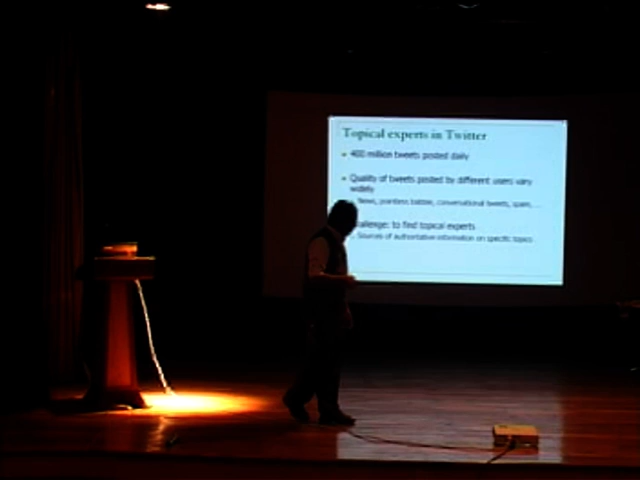 Topical experts in Twitter
400 million tweets posted daily
Quality of tweets posted by different users vary
widely
News, pointless babble, conversational tweets, spam, ...
allenge: to find topical experts
Sources of authoritative information on specific topics